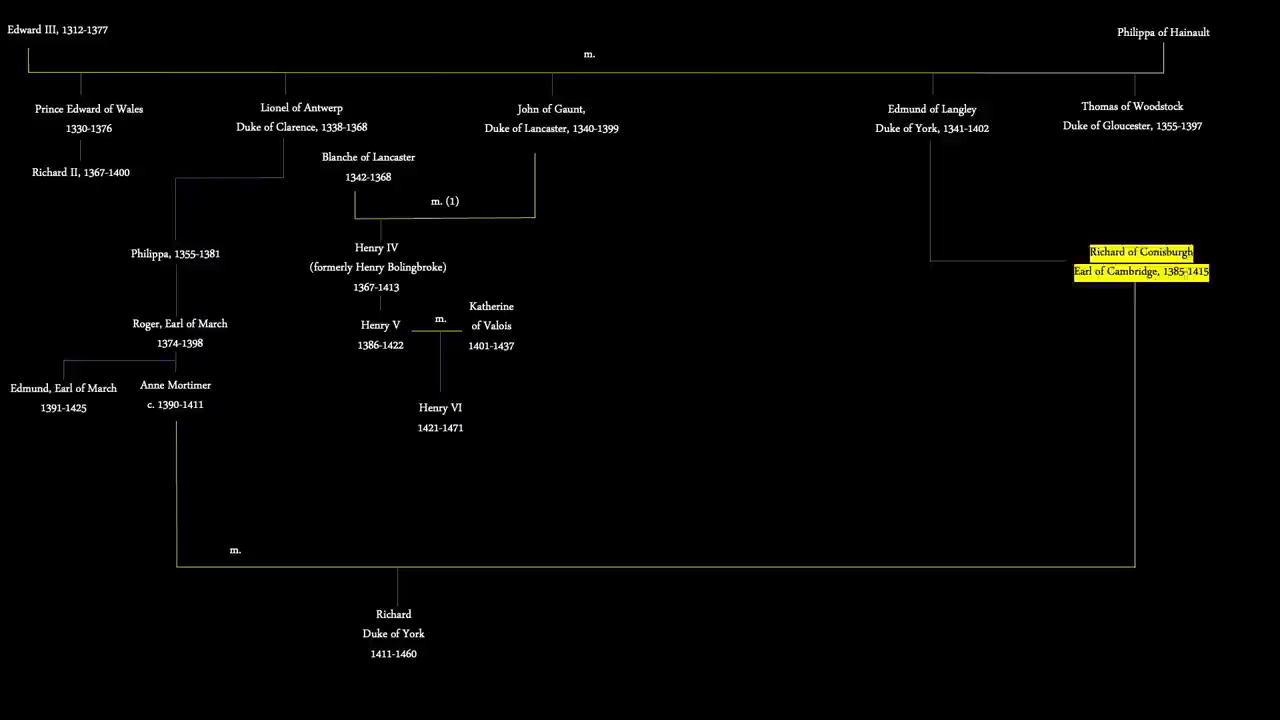 Edward III, 1312-1377
Philippa of Hainault
m.
Prince Edward of Wales
1330-1376
Lionel of Antwerp
Duke of Clarence, 1338-1368
John of Gaunt,
Duke of Lancaster, 1340-1399
Edmund of Langley
Duke of York, 1341-1402
Thomas of Woodstock
Duke of Gloucester, 1355-1397
Richard II, 1367-1400
Blanche of Lancaster
1342-1368
m. (1)
Philippa, 1355-1381
Henry IV
(formerly Henry Bolingbroke)
1367-1413
Richard of Conisburgh
Earl of Cambridge, 1385-1415
Roger, Earl of March
1374-1398
Henry V
1386-1422
m.
Katherine
of Valois
1401-1437
Edmund, Earl of March
1391-1425
Anne Mortimer
c. 1390-1411
Henry VI
1421-1471
m.
Richard
Duke of York
1411-1460